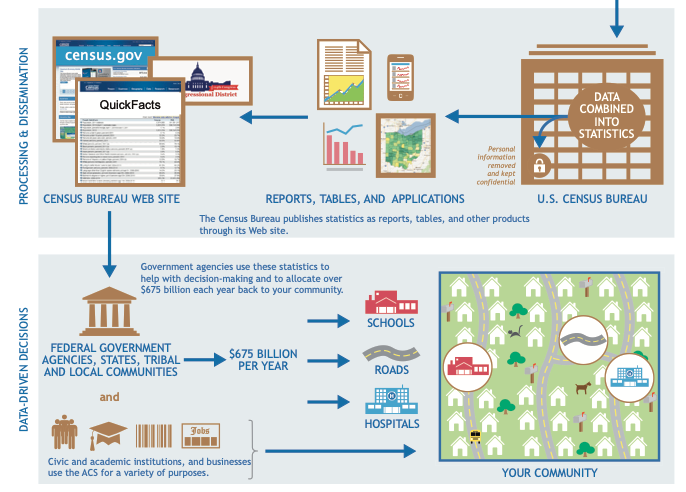 PROCESSING & DISSEMINATION
census.gov
QuickFacts
gressional District
DATA
COMBINED
INTO
STATISTICS
Personal
Information
removed
and kept
confidential
CENSUS BUREAU WEB SITE
REPORTS, TABLES, AND APPLICATIONS
U.S. CENSUS BUREAU
The Census Bureau publishes statistics as reports, tables, and other products
through its Web site.
DATA-DRIVEN DECISIONS
Government agencies use these statistics to
help with decision-making and to allocate over
$675 billion each year back to your community.
FEDERAL GOVERNMENT
AGENCIES, STATES, TRIBAL
AND LOCAL COMMUNITIES
$675 BILLION
PER YEAR
SCHOOLS
ROADS
HOSPITALS
and
Jobs
Civic and academic institutions, and businesses
use the ACS for a variety of purposes.
YOUR COMMUNITY